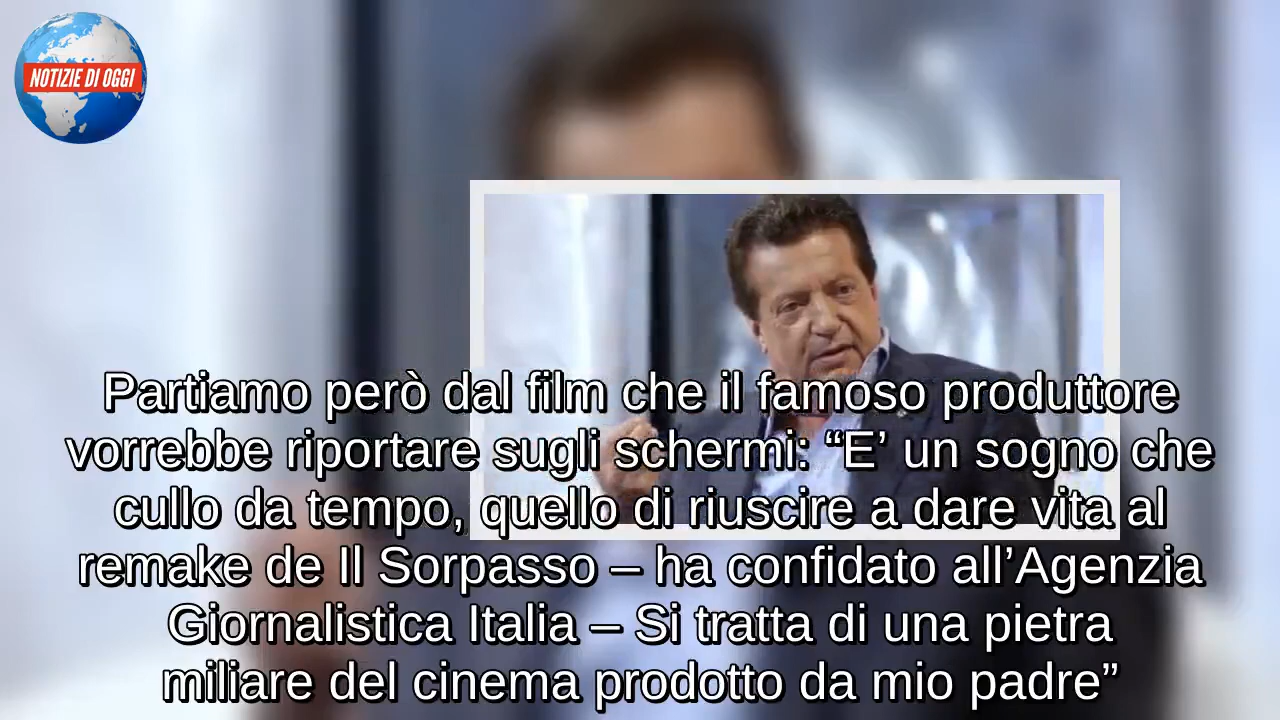 NOTIZIE DI OGGI
Partiamo però dal film che il famoso produttore
vorrebbe riportare sugli schermi: “E’ un sogno che
cullo da tempo, quello di riuscire a dare vita al
remake de Il Sorpasso – ha confidato all’Agenzia
Giornalistica Italia – Si tratta di una pietra
miliare del cinema prodotto da mio padre”